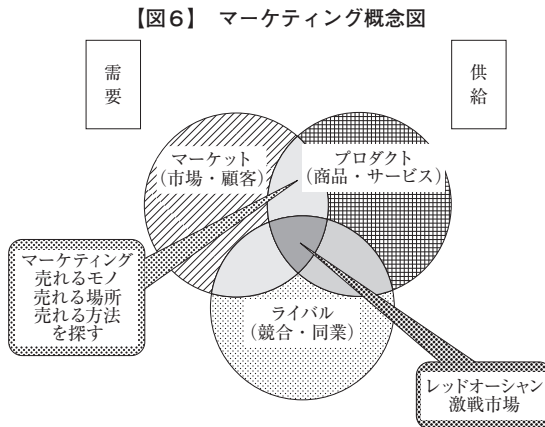 【図6】 マーケティング概念図
需要
供給
マーケット
（市場・顧客）
プロダクト
（商品・サービス）
マーケティング
売れるモノ
売れる場所
売れる方法
を探す
ライバル
（競合・同業）
レッドオーシャン
激戦市場